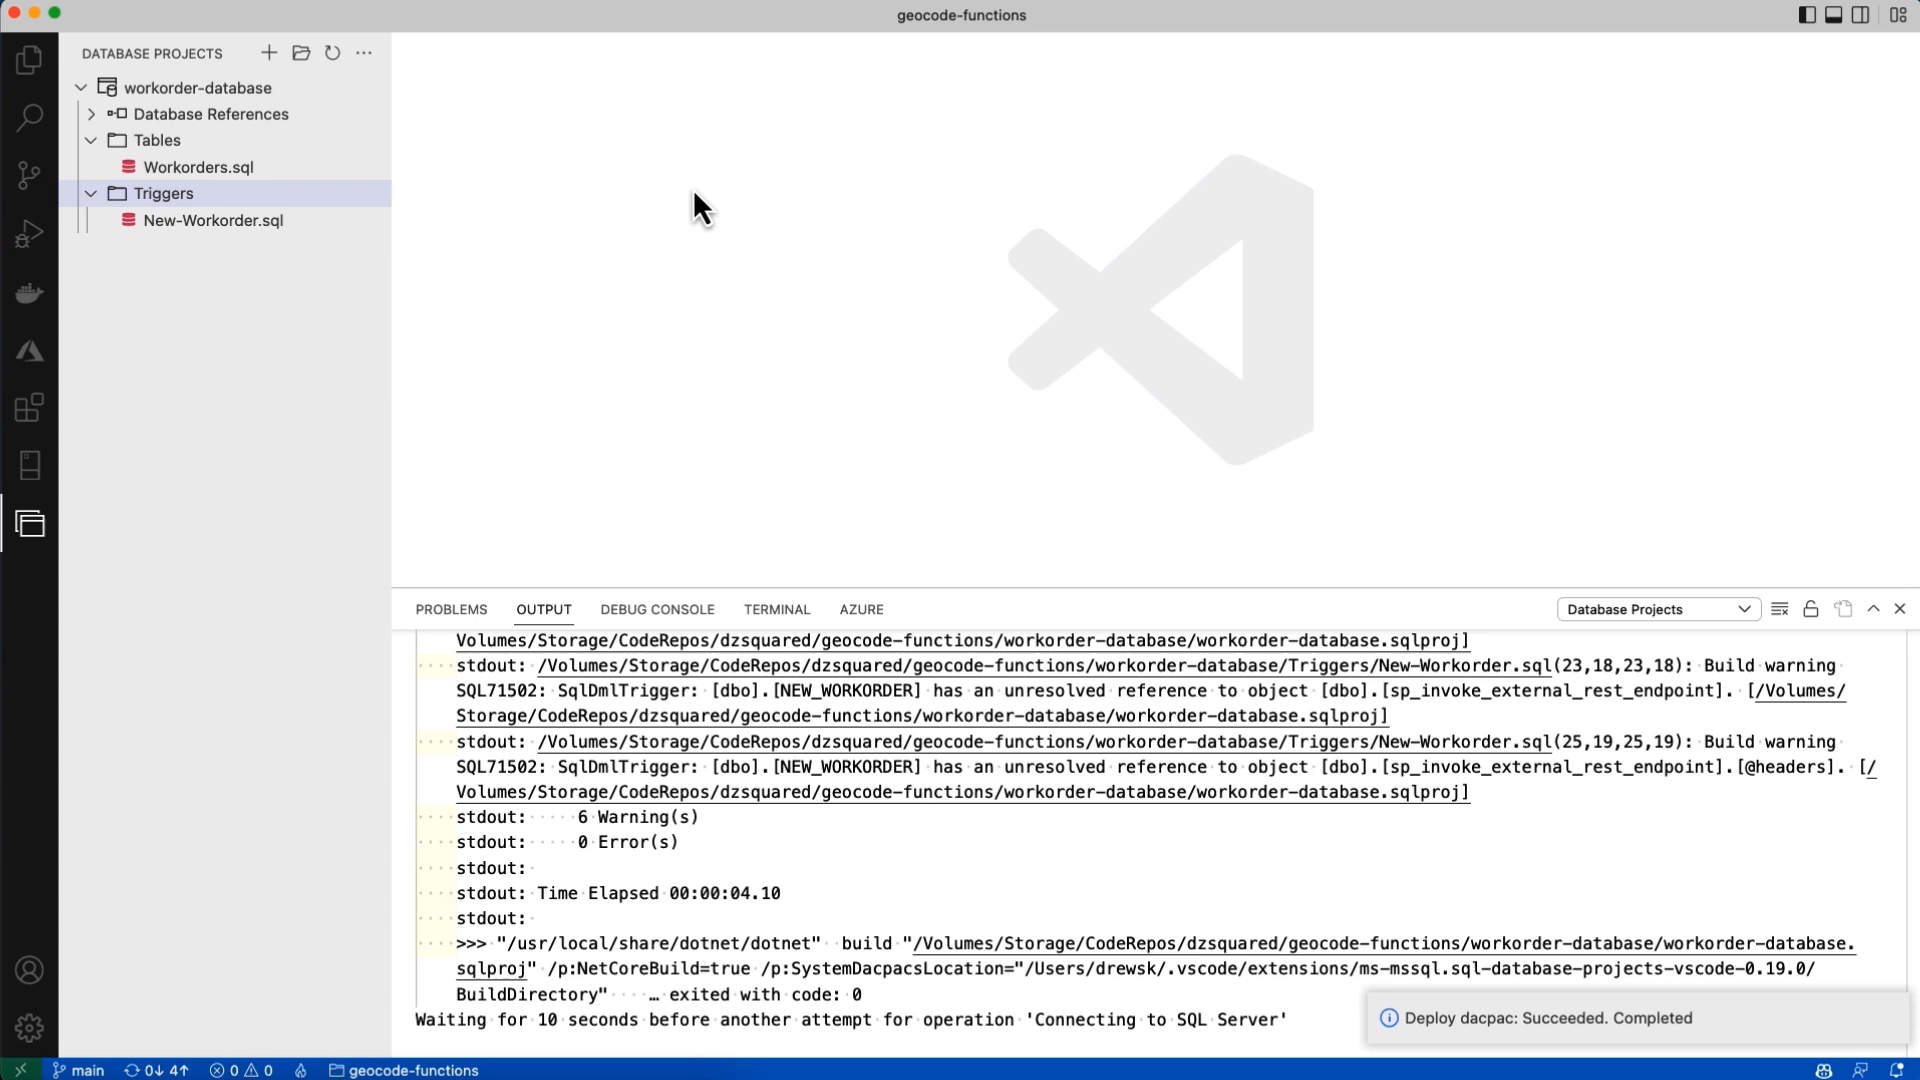 geocode-functions
DATABASE PROJECTS
workorder-database
Database References
Tables
Workorders.sql
Triggers
New-Workorder.sql
PROBLEMS OUTPUT DEBUG CONSOLE TERMINAL AZURE Database Projects
Volumes/Storage/CodeRepos/dzsquared/geocode-functions/workorder-database/workorder-database.sqlproj]
stdout: /Volumes/Storage/CodeRepos/dzsquared/geocode-functions/workorder-database/Triggers/New-Workorder.sql(23,18,23,18): Build warning
SQL71502: SqlDmlTrigger: [dbo].[NEW_WORKORDER] has an unresolved reference to object [dbo].[sp_invoke_external_rest_endpoint]. [/Volumes/
Storage/CodeRepos/dzsquared/geocode-functions/workorder-database/workorder-database.sqlproj]
stdout: /Volumes/Storage/CodeRepos/dzsquared/geocode-functions/workorder-database/Triggers/New-Workorder.sql(25,19,25,19): Build warning
SQL71502: SqlDmlTrigger: [dbo].[NEW_WORKORDER] has an unresolved reference to object [dbo].[sp_invoke_external_rest_endpoint].[@headers]. [/
Volumes/Storage/CodeRepos/dzsquared/geocode-functions/workorder-database/workorder-database.sqlproj]
stdout:     6 Warning(s)
stdout:     0 Error(s)
stdout:
stdout: Time Elapsed 00:00:04.10
stdout:
>>> "/usr/local/share/dotnet/dotnet"  build "/Volumes/Storage/CodeRepos/dzsquared/geocode-functions/workorder-database/workorder-database.
sqlproj" /p:NetCoreBuild=true /p:SystemDacpacsLocation="/Users/drewsk/.vscode/extensions/ms-mssql.sql-database-projects-vscode-0.19.0/
BuildDirectory"    … exited with code: 0
Waiting for 10 seconds before another attempt for operation 'Connecting to SQL Server'
Deploy dacpac: Succeeded. Completed
main 0↓ 4↑ 0 0 geocode-functions